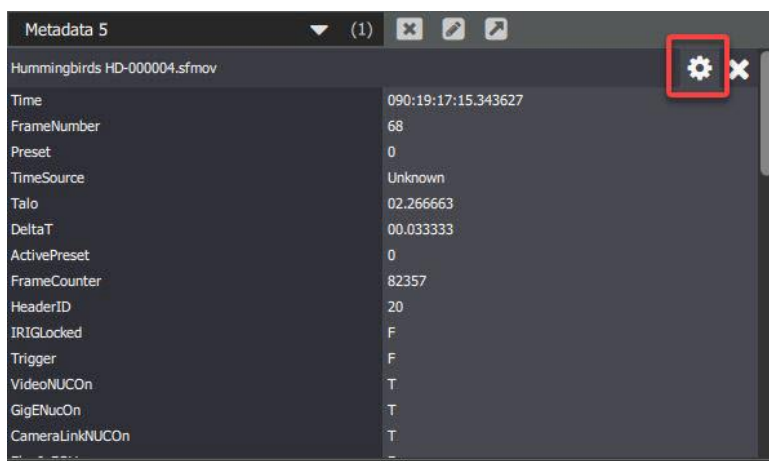 Metadata 5 (1)
Hummingbirds HD-000004.sfmov
Time 090:19:17:15.343627
FrameNumber 68
Preset 0
TimeSource Unknown
Talo 02.266663
DeltaT 00.033333
ActivePreset 0
FrameCounter 82357
HeaderID 20
IRIGLocked F
Trigger F
VideoNUCOn T
GigENucOn T
CameraLinkNUCOn T